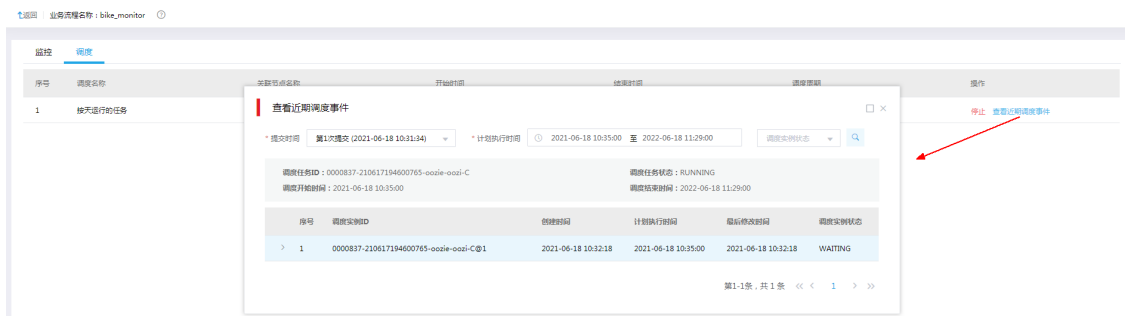 返回 业务流程名称：bike_monitor
监控 调度
序号 调度名称 关联节点名称 开始时间 结束时间 调度周期 操作
1 按天运行的任务 停止 查看近期调度事件
查看近期调度事件
* 提交时间 第1次提交 (2021-06-18 10:31:34) * 计划执行时间 2021-06-18 10:35:00 至 2022-06-18 11:29:00 调度实例状态
调度任务ID：0000837-210617194600765-oozie-oozi-C 调度任务状态：RUNNING
调度开始时间：2021-06-18 10:35:00 调度结束时间：2022-06-18 11:29:00
序号 调度实例ID 创建时间 计划执行时间 最后修改时间 调度实例状态
1 0000837-210617194600765-oozie-oozi-C@1 2021-06-18 10:32:18 2021-06-18 10:35:00 2021-06-18 10:32:18 WAITING
第1-1条，共 1 条 1